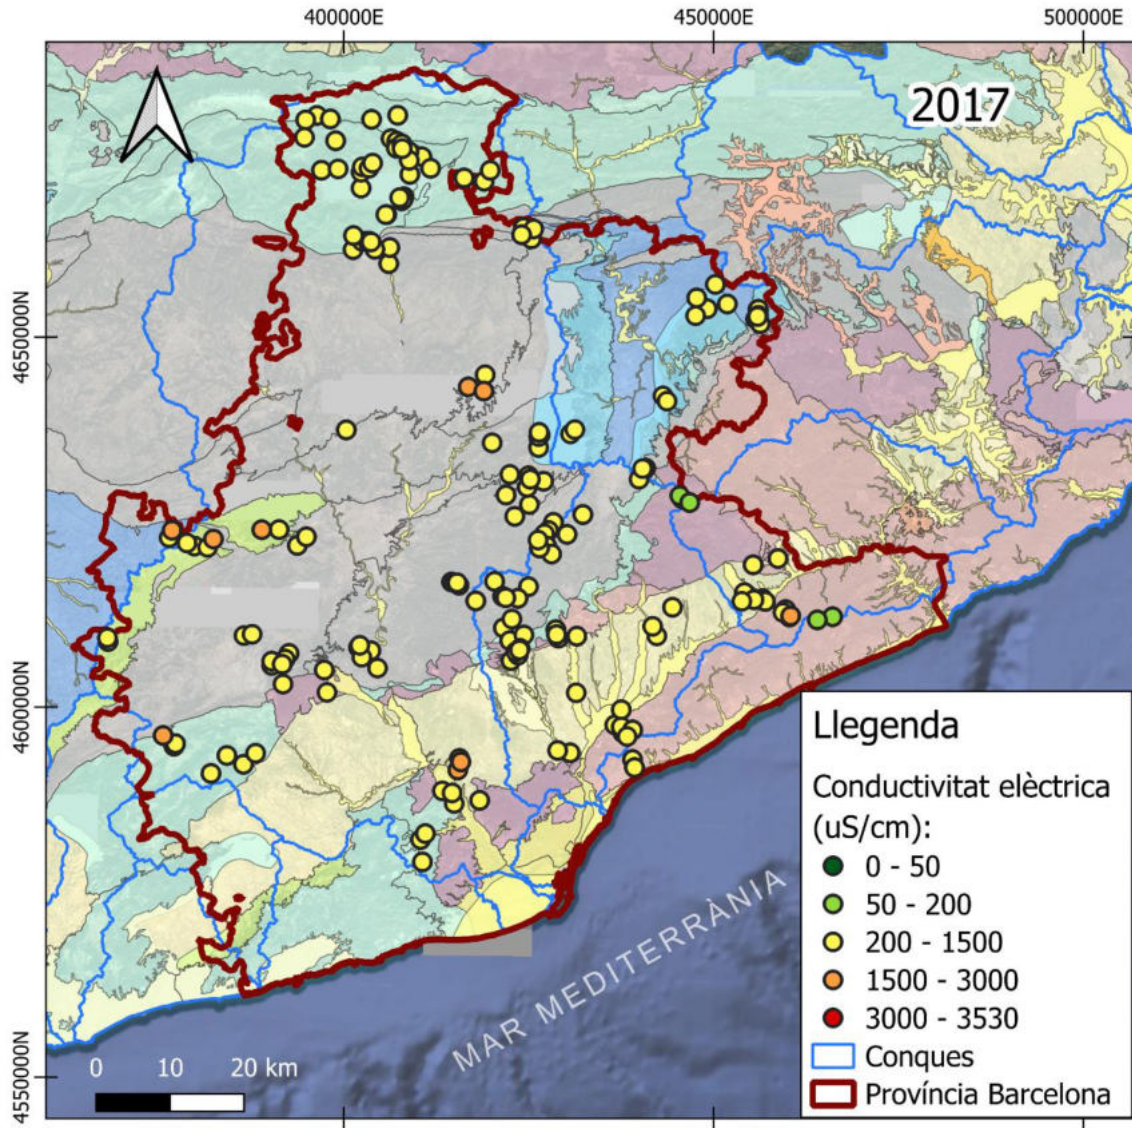 400000E
450000E
500000E
2017
4650000N
4600000N
4550000N
MAR MEDITERRÀNIA
0 10 20 km
Llegenda
Conductivitat elèctrica
(uS/cm):
0 - 50
50 - 200
200 - 1500
1500 - 3000
3000 - 3530
Conques
Província Barcelona